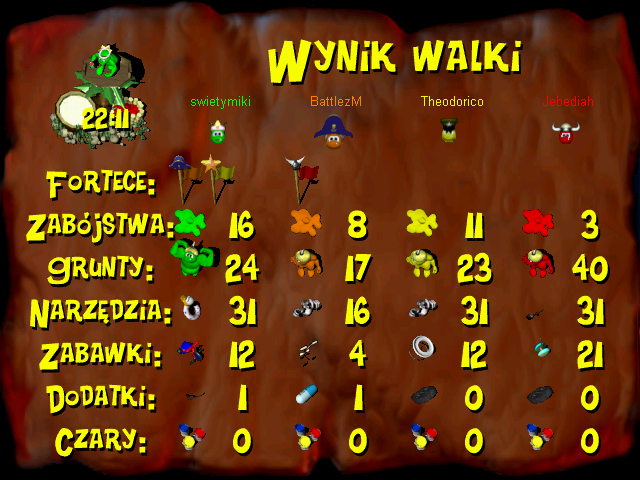 Wynik walki
22:11
swietymiki BattlezM Theodorico Jebediah
Fortece:
Zabójstwa: 16 8 11 3
Grunty: 24 17 23 40
Narzędzia: 31 16 31 31
Zabawki: 12 4 12 21
Dodatki: 1 1 0 0
Czary: 0 0 0 0